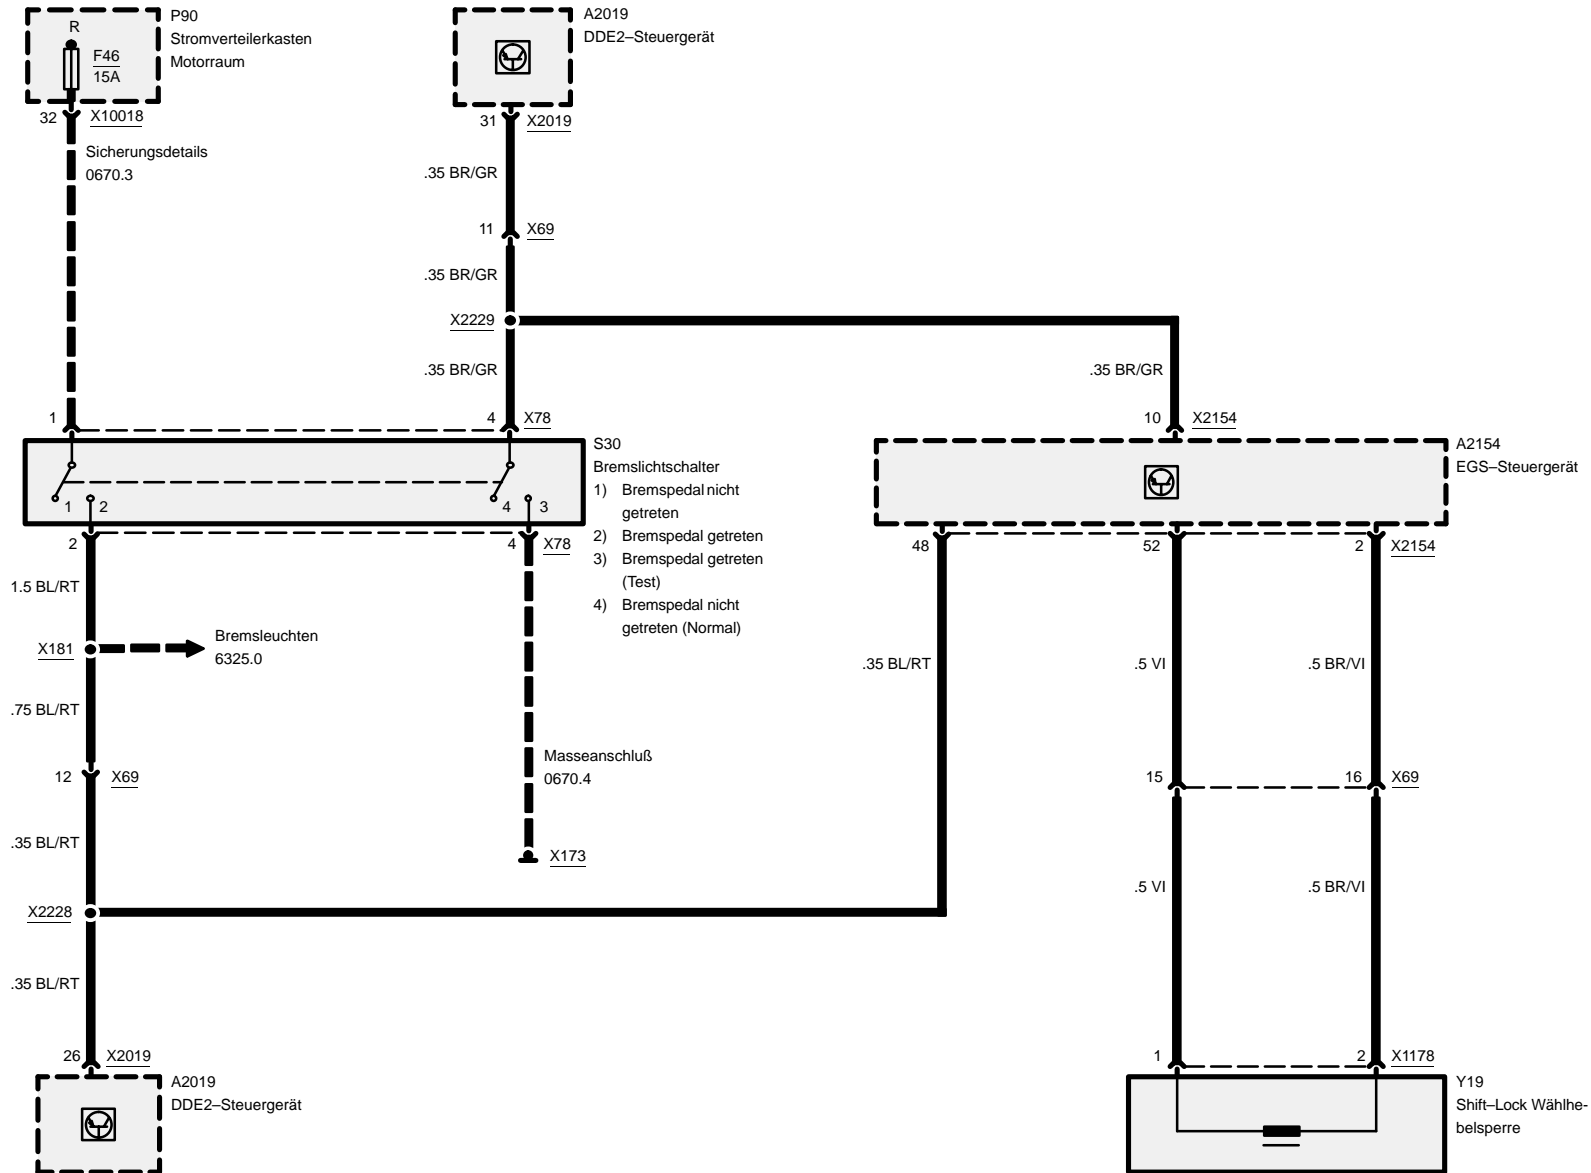 P90
Stromverteilerkasten
Motorraum
R
F46
15A
32 X10018
Sicherungsdetails
0670.3
A2019
DDE2–Steuergerät
31 X2019
.35 BR/GR
11 X69
.35 BR/GR
X2229
.35 BR/GR
.35 BR/GR
1
4 X78
10 X2154
S30
Bremslichtschalter
1) Bremspedal nicht
getreten
2) Bremspedal getreten
3) Bremspedal getreten
(Test)
4) Bremspedal nicht
getreten (Normal)
1 2
4 3
A2154
EGS–Steuergerät
2
4 X78
48
52
2 X2154
1.5 BL/RT
X181
Bremsleuchten
6325.0
.75 BL/RT
.35 BL/RT
.5 VI
.5 BR/VI
12 X69
Masseanschluß
0670.4
15
16 X69
.35 BL/RT
X173
.5 VI
.5 BR/VI
X2228
.35 BL/RT
26 X2019
A2019
DDE2–Steuergerät
1
2 X1178
Y19
Shift–Lock Wählhe-
belsperre